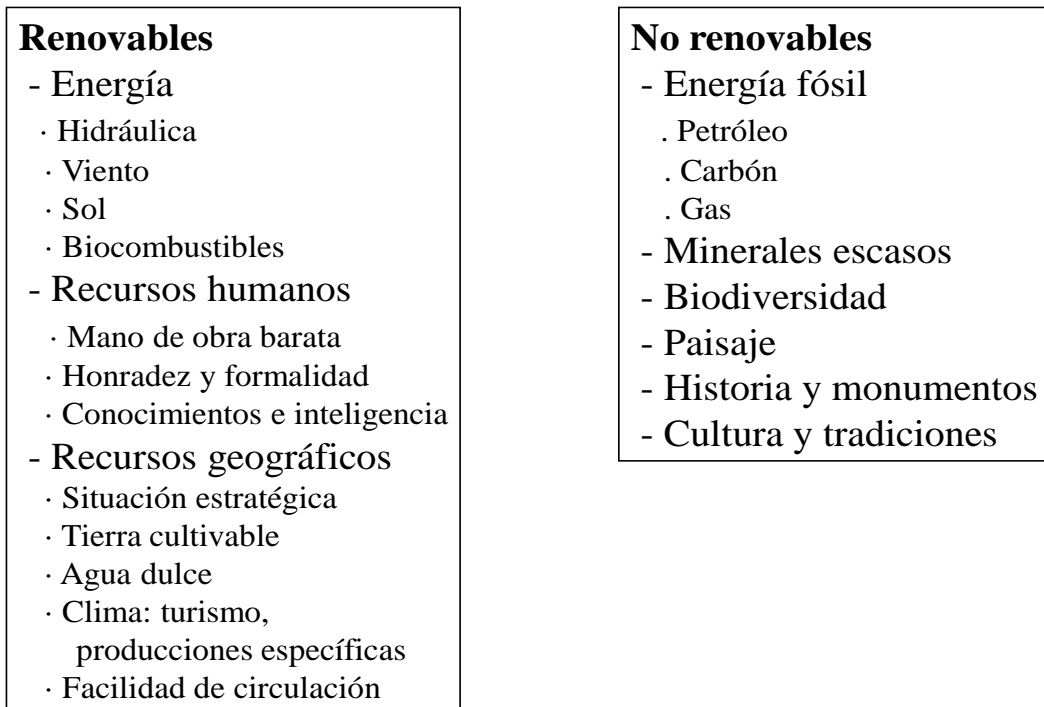 Renovables
- Energía
· Hidráulica
· Viento
· Sol
· Biocombustibles
- Recursos humanos
· Mano de obra barata
· Honradez y formalidad
· Conocimientos e inteligencia
- Recursos geográficos
· Situación estratégica
· Tierra cultivable
· Agua dulce
· Clima: turismo,
producciones específicas
· Facilidad de circulación
No renovables
- Energía fósil
. Petróleo
. Carbón
. Gas
- Minerales escasos
- Biodiversidad
- Paisaje
- Historia y monumentos
- Cultura y tradiciones